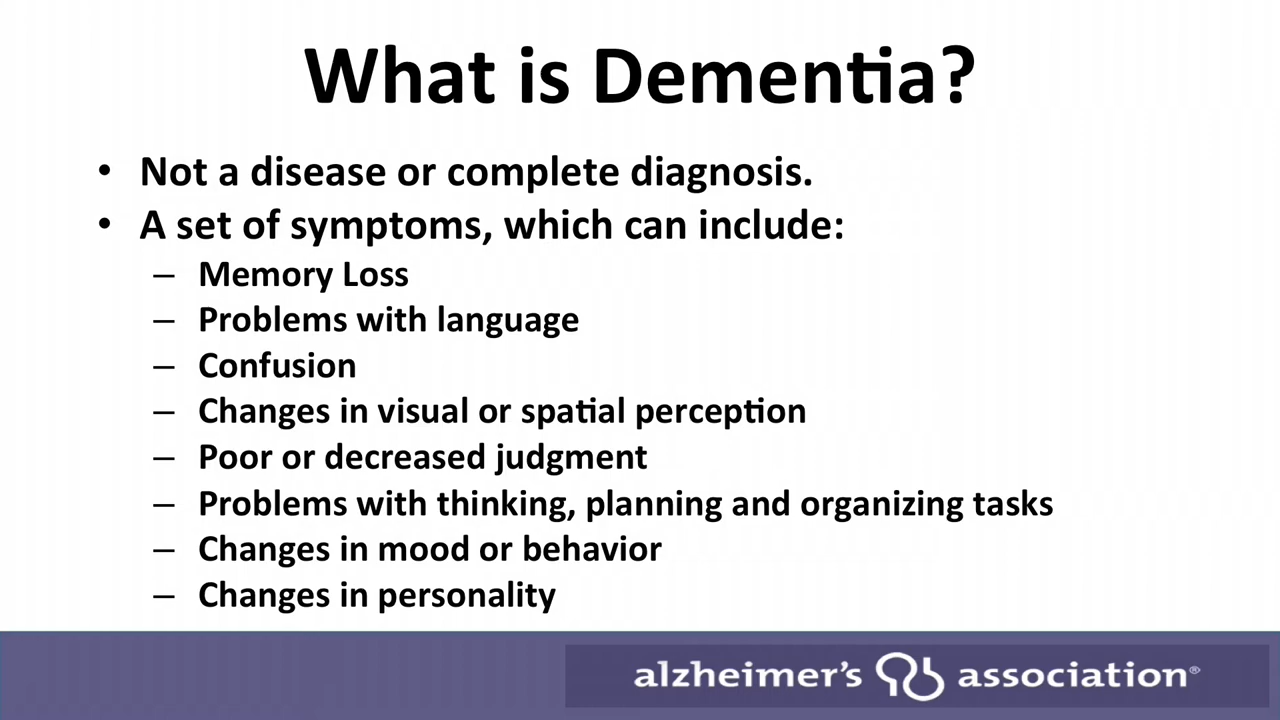 What is Dementia?
• Not a disease or complete diagnosis.
• A set of symptoms, which can include:
– Memory Loss
– Problems with language
– Confusion
– Changes in visual or spatial perception
– Poor or decreased judgment
– Problems with thinking, planning and organizing tasks
– Changes in mood or behavior
– Changes in personality
alzheimer's association®